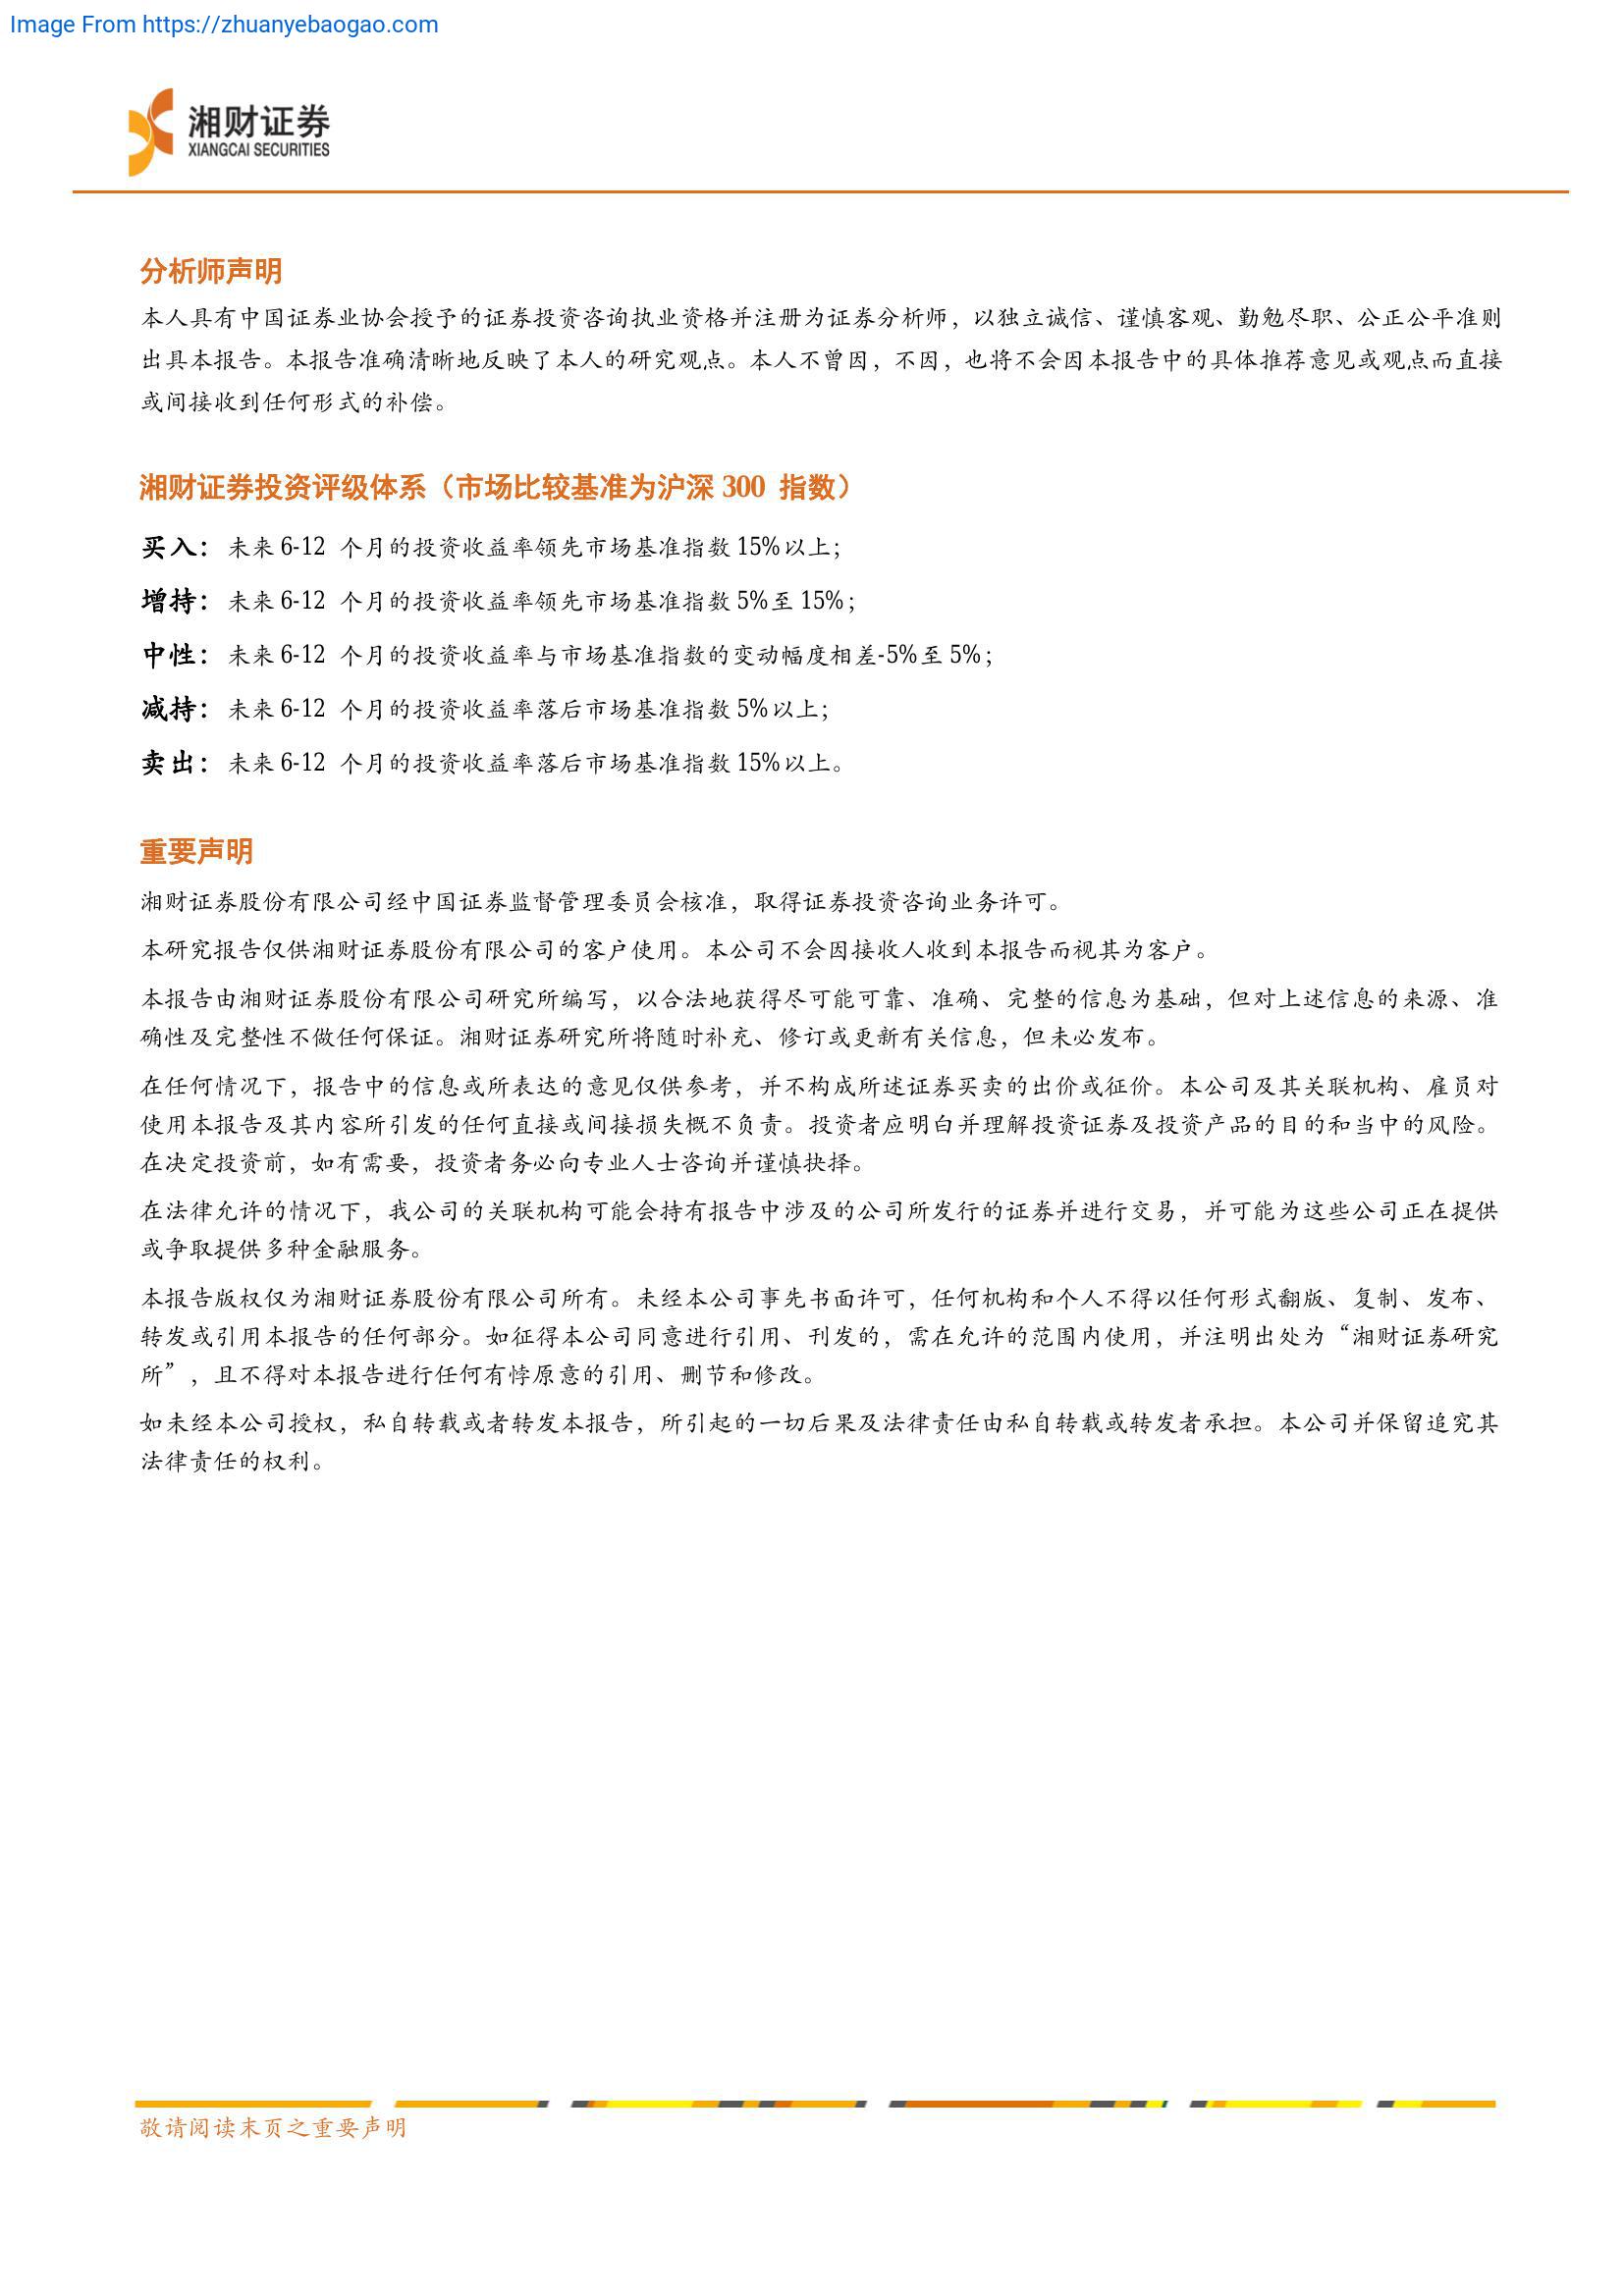 Image From https://zhuanyebaogao.com
湘财证券
XIANGCAI SECURITIES
分析师声明
本人具有中国证券业协会授予的证券投资咨询执业资格并注册为证券分析师，以独立诚信、谨慎客观、勤勉尽职、公正公平准则
出具本报告。本报告准确清晰地反映了本人的研究观点。本人不曾因，不因，也将不会因本报告中的具体推荐意见或观点而直接
或间接收到任何形式的补偿。
湘财证券投资评级体系（市场比较基准为沪深 300 指数）
买入：未来 6-12 个月的投资收益率领先市场基准指数 15%以上；
增持：未来 6-12 个月的投资收益率领先市场基准指数 5%至 15%；
中性：未来 6-12 个月的投资收益率与市场基准指数的变动幅度相差-5%至 5%；
减持：未来 6-12 个月的投资收益率落后市场基准指数 5%以上；
卖出：未来 6-12 个月的投资收益率落后市场基准指数 15%以上。
重要声明
湘财证券股份有限公司经中国证券监督管理委员会核准，取得证券投资咨询业务许可。
本研究报告仅供湘财证券股份有限公司的客户使用。本公司不会因接收人收到本报告而视其为客户。
本报告由湘财证券股份有限公司研究所编写，以合法地获得尽可能可靠、准确、完整的信息为基础，但对上述信息的来源、准
确性及完整性不做任何保证。湘财证券研究所将随时补充、修订或更新有关信息，但未必发布。
在任何情况下，报告中的信息或所表达的意见仅供参考，并不构成所述证券买卖的出价或征价。本公司及其关联机构、雇员对
使用本报告及其内容所引发的任何直接或间接损失概不负责。投资者应明白并理解投资证券及投资产品的目的和当中的风险。
在决定投资前，如有需要，投资者务必向专业人士咨询并谨慎抉择。
在法律允许的情况下，我公司的关联机构可能会持有报告中涉及的公司所发行的证券并进行交易，并可能为这些公司正在提供
或争取提供多种金融服务。
本报告版权仅为湘财证券股份有限公司所有。未经本公司事先书面许可，任何机构和个人不得以任何形式翻版、复制、发布、
转发或引用本报告的任何部分。如征得本公司同意进行引用、刊发的，需在允许的范围内使用，并注明出处为“湘财证券研究
所”，且不得对本报告进行任何有悖原意的引用、删节和修改。
如未经本公司授权，私自转载或者转发本报告，所引起的一切后果及法律责任由私自转载或转发者承担。本公司并保留追究其
法律责任的权利。
敬请阅读末页之重要声明